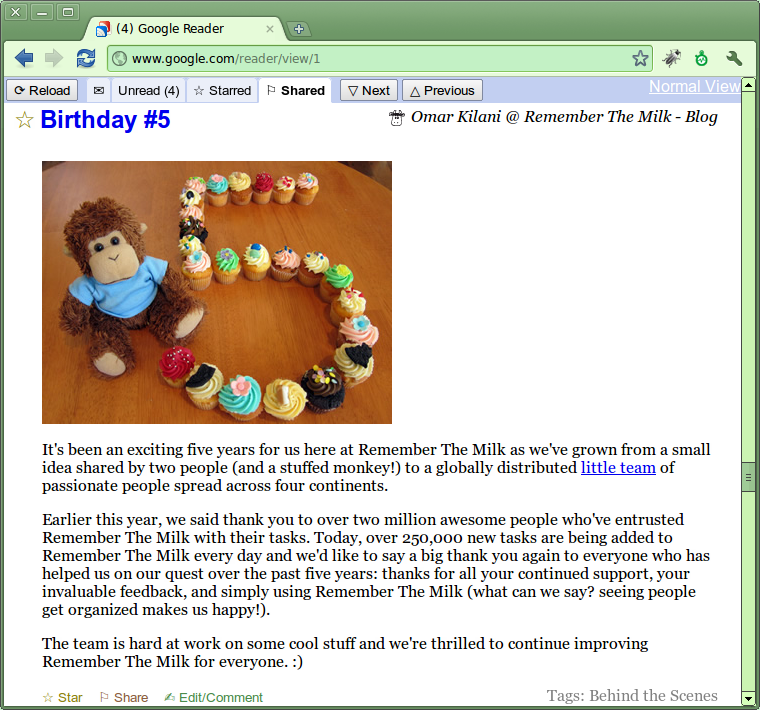 (4) Google Reader
www.google.com/reader/view/1
⟳ Reload ✉ Unread (4) ☆ Starred ⚐ Shared ▽ Next △ Previous Normal View
☆ Birthday #5 Omar Kilani @ Remember The Milk - Blog
It's been an exciting five years for us here at Remember The Milk as we've grown from a small
idea shared by two people (and a stuffed monkey!) to a globally distributed little team of
passionate people spread across four continents.
Earlier this year, we said thank you to over two million awesome people who've entrusted
Remember The Milk with their tasks. Today, over 250,000 new tasks are being added to
Remember The Milk every day and we'd like to say a big thank you again to everyone who has
helped us on our quest over the past five years: thanks for all your continued support, your
invaluable feedback, and simply using Remember The Milk (what can we say? seeing people
get organized makes us happy!).
The team is hard at work on some cool stuff and we're thrilled to continue improving
Remember The Milk for everyone. :)
☆ Star ⚐ Share ✍ Edit/Comment Tags: Behind the Scenes